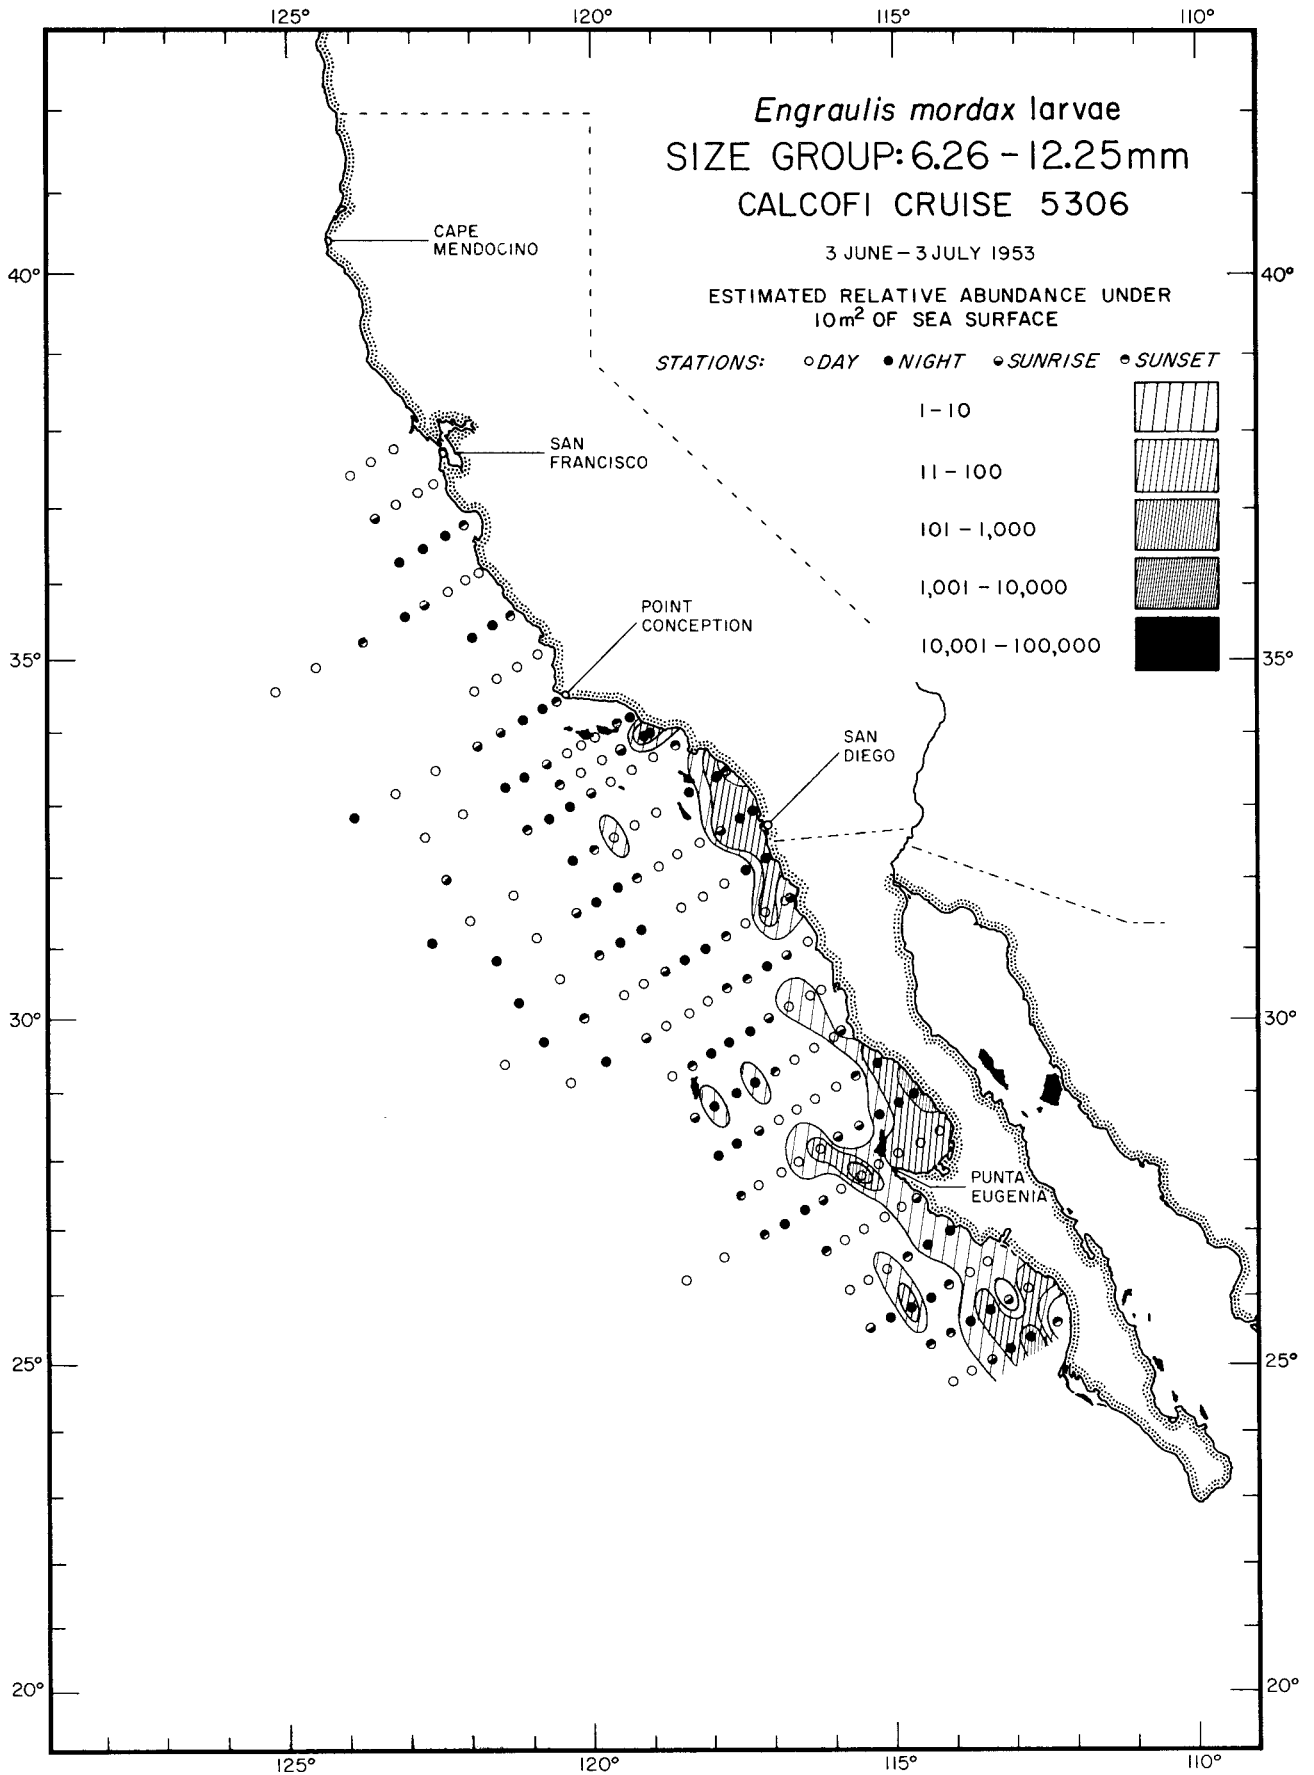 125° 120° 115° 110°
Engraulis mordax larvae
SIZE GROUP: 6.26 – 12.25mm
CALCOFI CRUISE 5306
3 JUNE – 3 JULY 1953
ESTIMATED RELATIVE ABUNDANCE UNDER
10m² OF SEA SURFACE
STATIONS: DAY NIGHT SUNRISE SUNSET
1 – 10
11 – 100
101 – 1,000
1,001 – 10,000
10,001 – 100,000
CAPE
MENDOCINO
40° 40°
SAN
FRANCISCO
POINT
CONCEPTION
35° 35°
SAN
DIEGO
30° 30°
PUNTA
EUGENIA
25° 25°
20° 20°
125° 120° 115° 110°